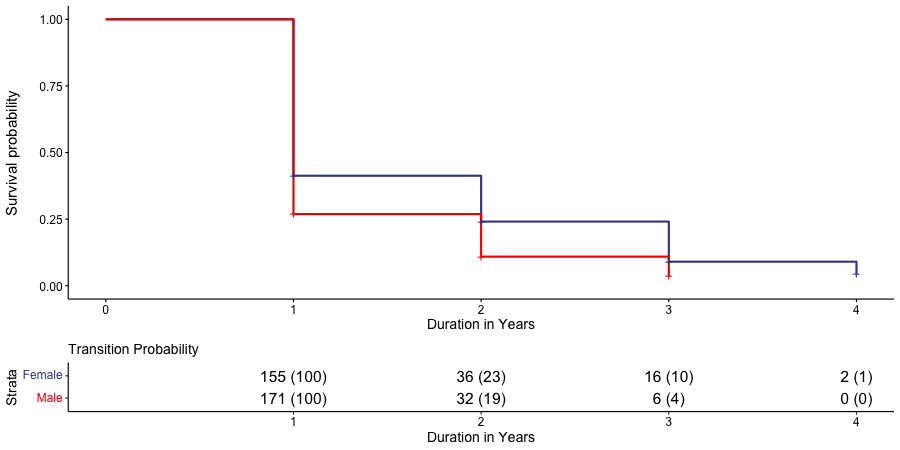 Survival probability
1.00
0.75
0.50
0.25
0.00
0 1 2 3 4
Duration in Years
Transition Probability
Strata
Female 155 (100) 36 (23) 16 (10) 2 (1)
Male 171 (100) 32 (19) 6 (4) 0 (0)
1 2 3 4
Duration in Years